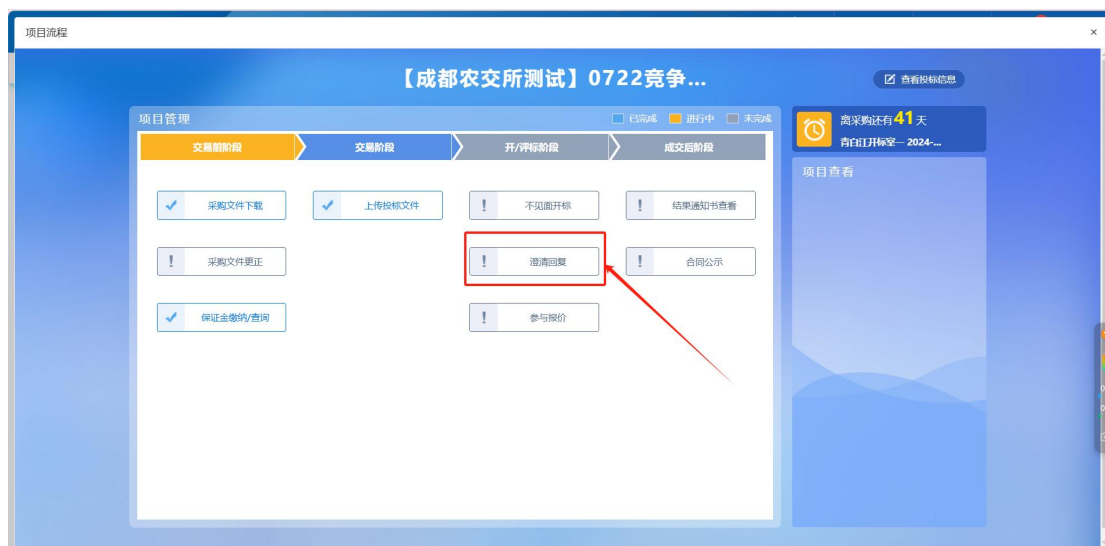 项目流程
×
【成都农交所测试】0722竞争...
查看投标信息
项目管理
已完成 进行中 未完成
离采购还有41天
青白江开标室— 2024-...
交易前阶段 交易阶段 开/评标阶段 成交后阶段
项目查看
采购文件下载 上传投标文件 不见面开标 结果通知书查看
采购文件更正 澄清回复 合同公示
保证金缴纳/查询 参与报价